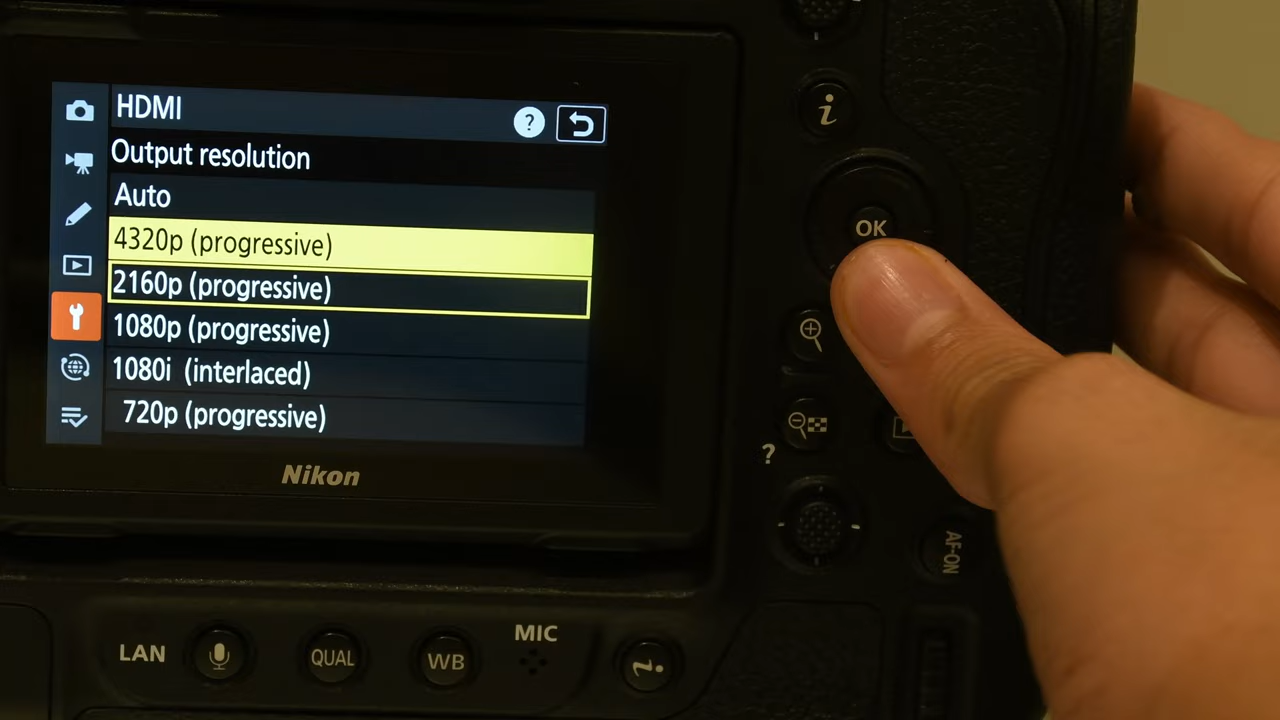 HDMI
?
Output resolution
Auto
4320p (progressive)
2160p (progressive)
1080p (progressive)
1080i (interlaced)
720p (progressive)
Nikon
i
OK
?
AF-ON
LAN
QUAL
WB
MIC
i